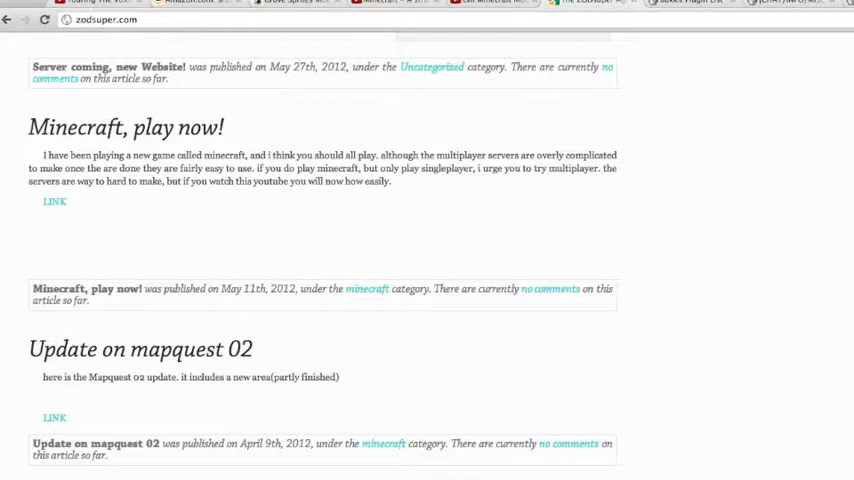 zodsuper.com
Server coming, new Website! was published on May 27th, 2012, under the Uncategorized category. There are currently no
comments on this article so far.
Minecraft, play now!
I have been playing a new game called minecraft, and i think you should all play. although the multiplayer servers are overly complicated
to make once the are done they are fairly easy to use. if you do play minecraft, but only play singleplayer, i urge you to try multiplayer. the
servers are way to hard to make, but if you watch this youtube you will now how easily.
LINK
Minecraft, play now! was published on May 11th, 2012, under the minecraft category. There are currently no comments on this
article so far.
Update on mapquest 02
here is the Mapquest 02 update. it includes a new area(partly finished)
LINK
Update on mapquest 02 was published on April 9th, 2012, under the minecraft category. There are currently no comments on
this article so far.